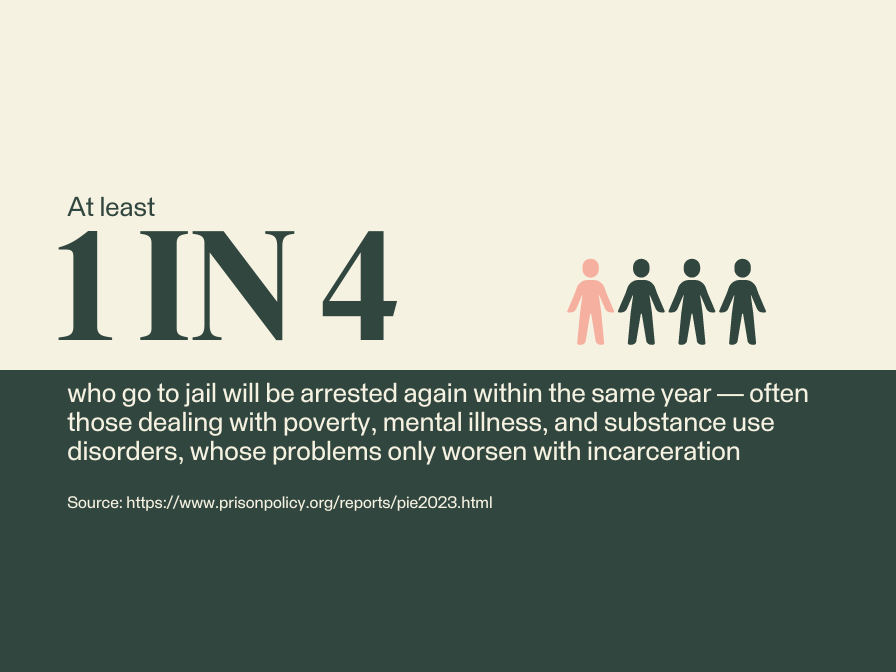 At least
1 IN 4
who go to jail will be arrested again within the same year — often
those dealing with poverty, mental illness, and substance use
disorders, whose problems only worsen with incarceration
Source: https://www.prisonpolicy.org/reports/pie2023.html